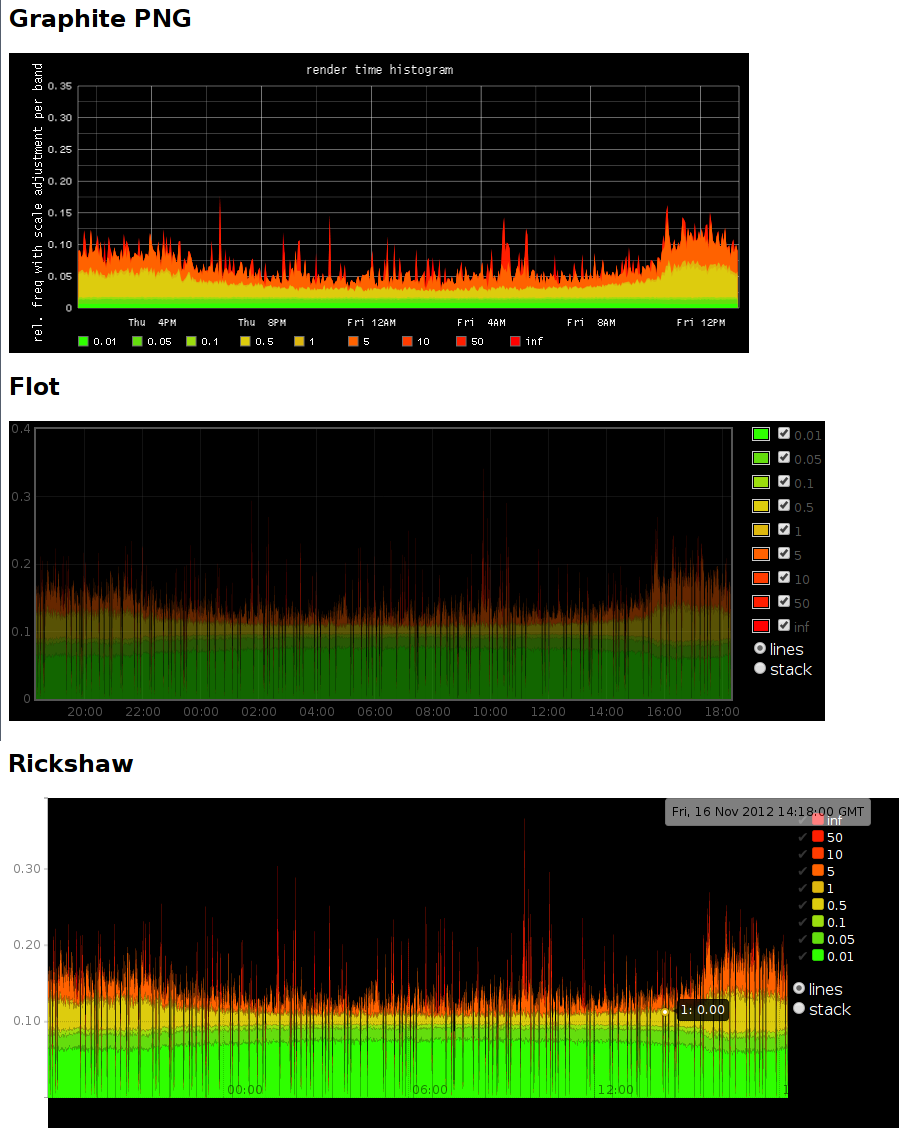 Graphite PNG
render time histogram
rel. freq with scale adjustment per band
0.35
0.30
0.25
0.20
0.15
0.10
0.05
0
Thu 4PM Thu 8PM Fri 12AM Fri 4AM Fri 8AM Fri 12PM
0.01 0.05 0.1 0.5 1 5 10 50 inf
Flot
0.4
0.3
0.2
0.1
0
20:00 22:00 00:00 02:00 04:00 06:00 08:00 10:00 12:00 14:00 16:00 18:00
0.01
0.05
0.1
0.5
1
5
10
50
inf
lines
stack
Rickshaw
Fri, 16 Nov 2012 14:18:00 GMT
inf
50
10
5
1
0.5
0.1
0.05
0.01
lines
stack
0.30
0.20
0.10
1: 0.00
00:00 06:00 12:00